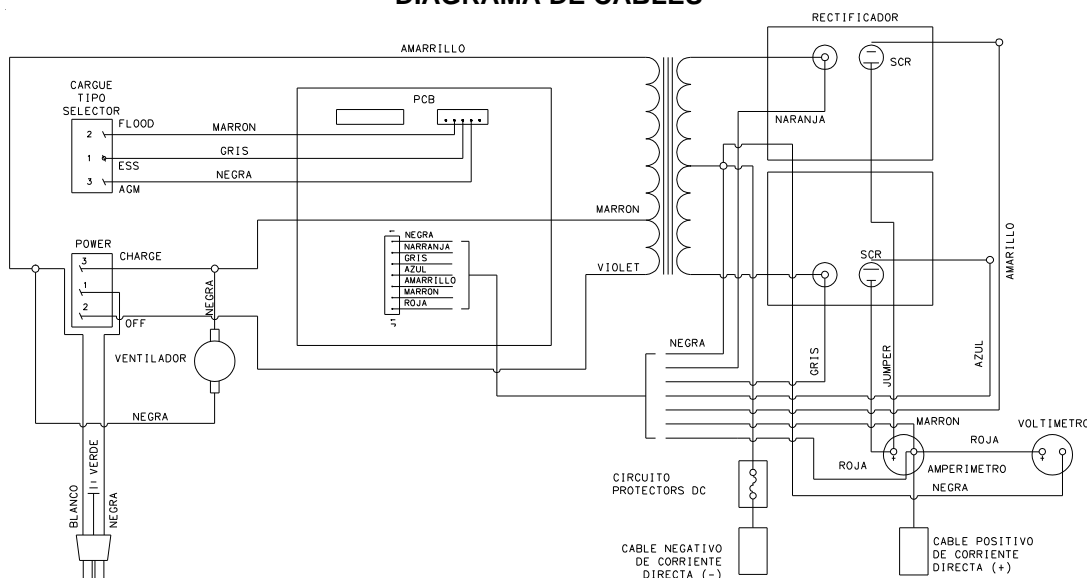 DIAGRAMA DE CABLES
RECTIFICADOR
AMARRILLO
SCR
CARGUE
TIPO
SELECTOR
PCB
FLOOD
2
MARRON
NARANJA
GRIS
1
ESS
NEGRA
3
AGM
MARRON
POWER
3
CHARGE
NEGRA
NARRANJA
GRIS
AZUL
AMARRILLO
MARRON
ROJA
J1
VIOLET
SCR
AMARILLO
1
NEGRA
2
OFF
VENTILADOR
NEGRA
GRIS
JUMPER
AZUL
NEGRA
MARRON
VOLTIMETRO
ROJA
+
+
ROJA
AMPERIMETRO
NEGRA
BLANCO
VERDE
NEGRA
CIRCUITO
PROTECTORS DC
CABLE NEGATIVO
DE CORRIENTE
DIRECTA (-)
CABLE POSITIVO
DE CORRIENTE
DIRECTA (+)